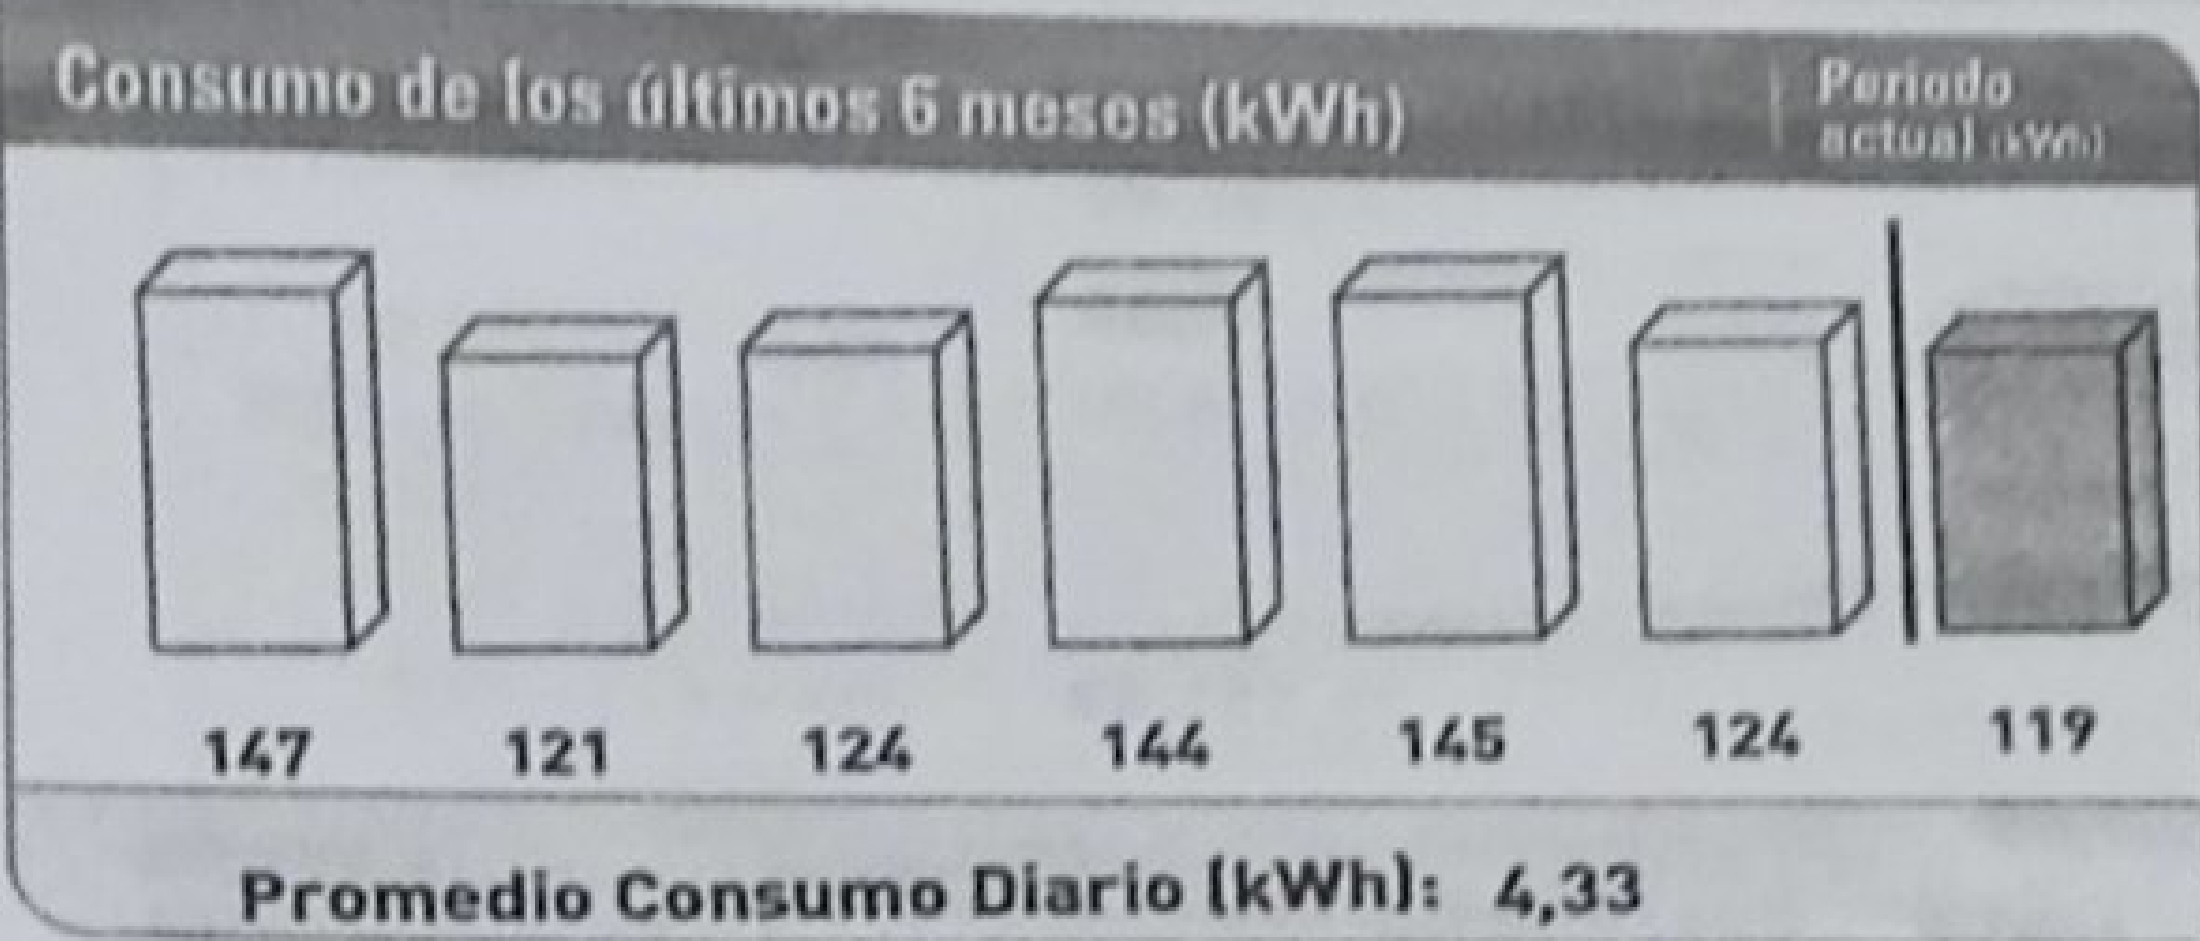 Consumo de los últimos 6 meses (kWh)
Periodo
actual (kWh)
147 121 124 144 145 124 119
Promedio Consumo Diario (kWh): 4,33